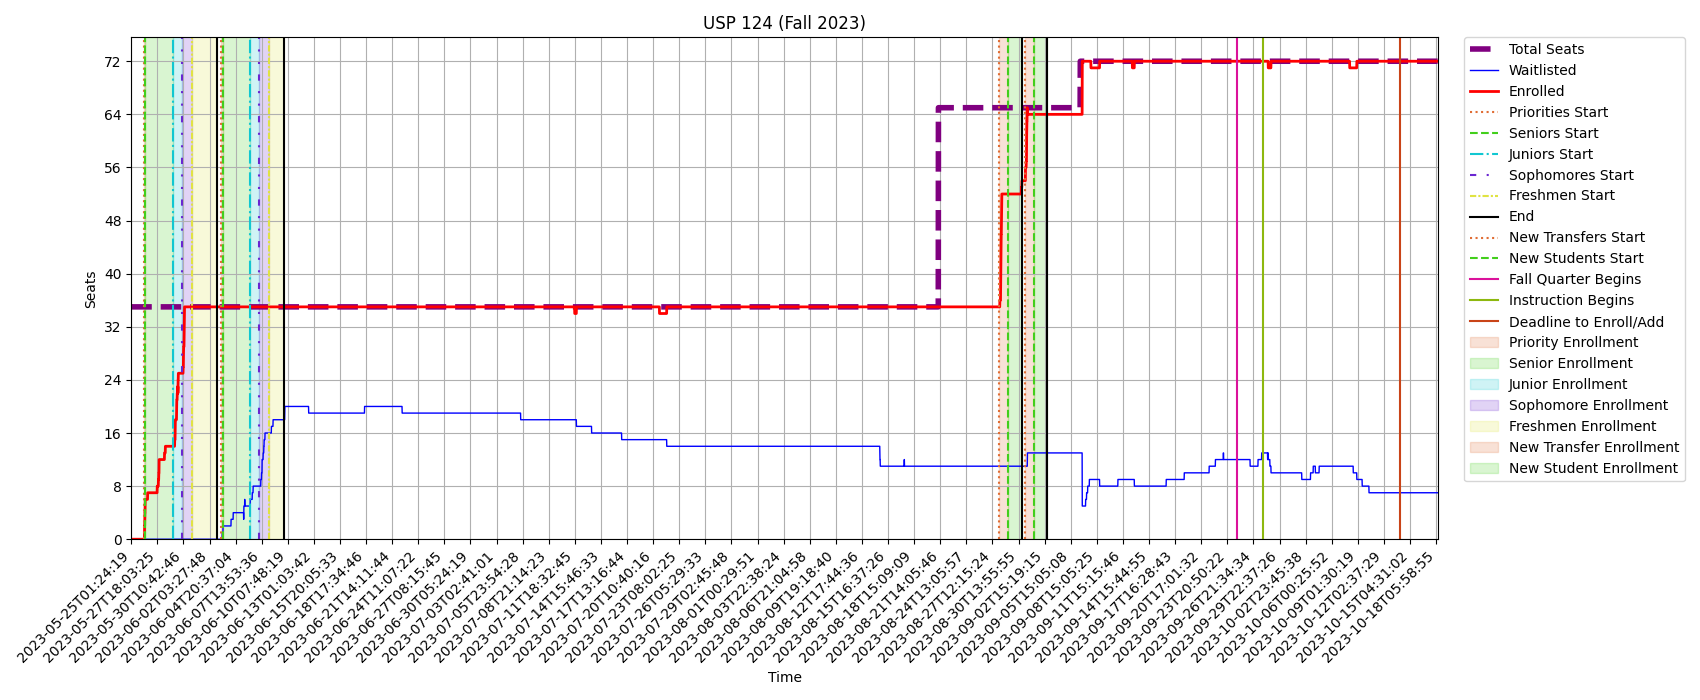 USP 124 (Fall 2023)
Seats
72
64
56
48
40
32
24
16
8
0
2023-05-25T01:24:19
2023-05-27T18:03:25
2023-05-30T10:42:46
2023-06-02T03:27:48
2023-06-04T20:37:04
2023-06-07T13:53:36
2023-06-10T07:48:19
2023-06-13T01:03:42
2023-06-15T20:05:33
2023-06-18T17:34:46
2023-06-21T14:11:44
2023-06-24T11:07:22
2023-06-27T08:15:45
2023-06-30T05:24:19
2023-07-03T02:41:01
2023-07-05T23:54:28
2023-07-08T21:14:23
2023-07-11T18:32:45
2023-07-14T15:46:33
2023-07-17T13:16:44
2023-07-20T10:40:16
2023-07-23T08:02:25
2023-07-26T05:29:33
2023-07-29T02:45:48
2023-08-01T00:29:51
2023-08-03T22:38:24
2023-08-06T21:04:58
2023-08-09T19:18:40
2023-08-12T17:44:36
2023-08-15T16:37:26
2023-08-18T15:09:09
2023-08-21T14:05:46
2023-08-24T13:05:57
2023-08-27T12:15:24
2023-08-30T13:55:55
2023-09-02T15:19:15
2023-09-05T15:05:08
2023-09-08T15:05:25
2023-09-11T15:15:46
2023-09-14T15:44:55
2023-09-17T16:28:43
2023-09-20T17:01:32
2023-09-23T20:50:22
2023-09-26T21:34:34
2023-09-29T22:37:26
2023-10-02T23:45:38
2023-10-06T00:25:52
2023-10-09T01:30:19
2023-10-12T02:37:29
2023-10-15T04:31:02
2023-10-18T05:58:55
Time
Total Seats
Waitlisted
Enrolled
Priorities Start
Seniors Start
Juniors Start
Sophomores Start
Freshmen Start
End
New Transfers Start
New Students Start
Fall Quarter Begins
Instruction Begins
Deadline to Enroll/Add
Priority Enrollment
Senior Enrollment
Junior Enrollment
Sophomore Enrollment
Freshmen Enrollment
New Transfer Enrollment
New Student Enrollment